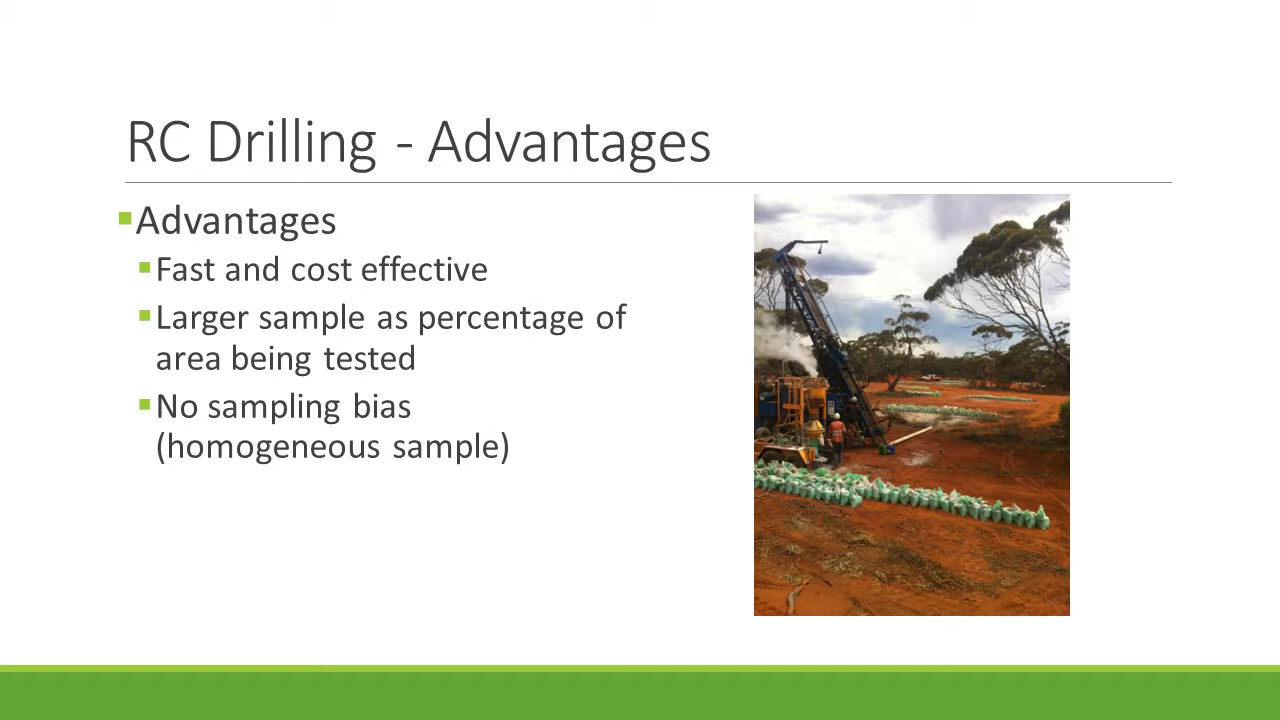 RC Drilling - Advantages
▪Advantages
▪Fast and cost effective
▪Larger sample as percentage of
area being tested
▪No sampling bias
(homogeneous sample)